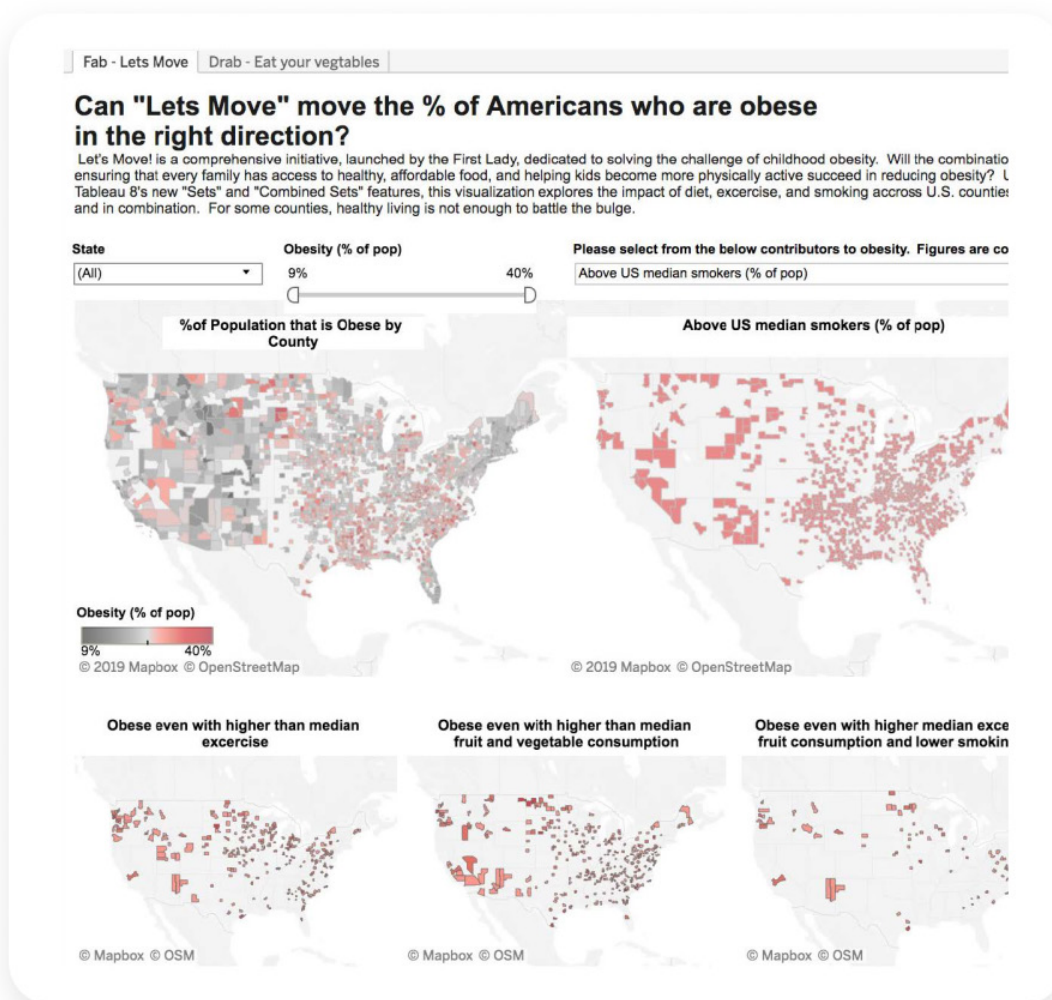 Fab - Lets Move
Drab - Eat your vegtables
Can "Lets Move" move the % of Americans who are obese
in the right direction?
Let's Move! is a comprehensive initiative, launched by the First Lady, dedicated to solving the challenge of childhood obesity.  Will the combinatio
ensuring that every family has access to healthy, affordable food, and helping kids become more physically active succeed in reducing obesity?  U
Tableau 8's new "Sets" and "Combined Sets" features, this visualization explores the impact of diet, excercise, and smoking accross U.S. counties
and in combination.  For some counties, healthy living is not enough to battle the bulge.
State
(All)
Obesity (% of pop)
9%
40%
Please select from the below contributors to obesity.  Figures are co
Above US median smokers (% of pop)
%of Population that is Obese by
County
Obesity (% of pop)
9%
40%
© 2019 Mapbox © OpenStreetMap
Above US median smokers (% of pop)
© 2019 Mapbox © OpenStreetMap
Obese even with higher than median
excercise
© Mapbox © OSM
Obese even with higher than median
fruit and vegetable consumption
© Mapbox © OSM
Obese even with higher median exce
fruit consumption and lower smokin
© Mapbox © OSM